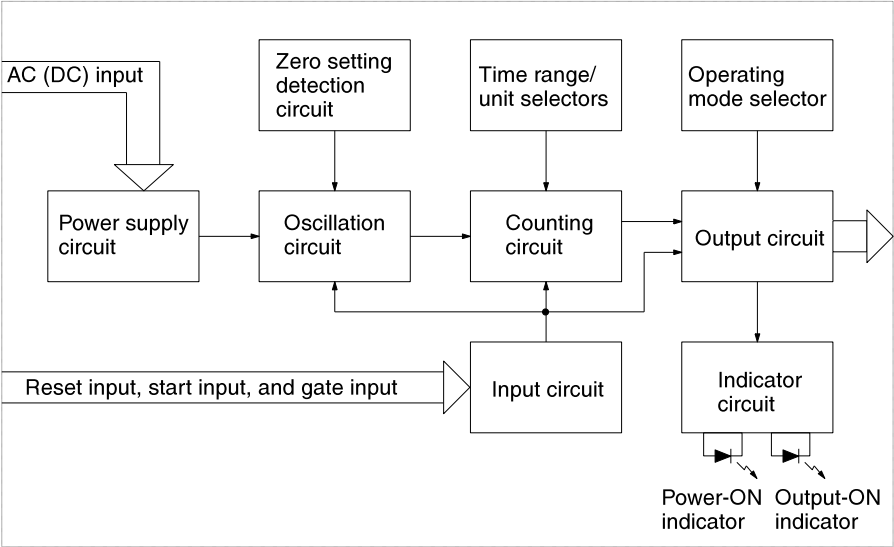 AC (DC) input
Zero setting
detection
circuit
Time range/
unit selectors
Operating
mode selector
Power supply
circuit
Oscillation
circuit
Counting
circuit
Output circuit
Reset input, start input, and gate input
Input circuit
Indicator
circuit
Power-ON
indicator
Output-ON
indicator